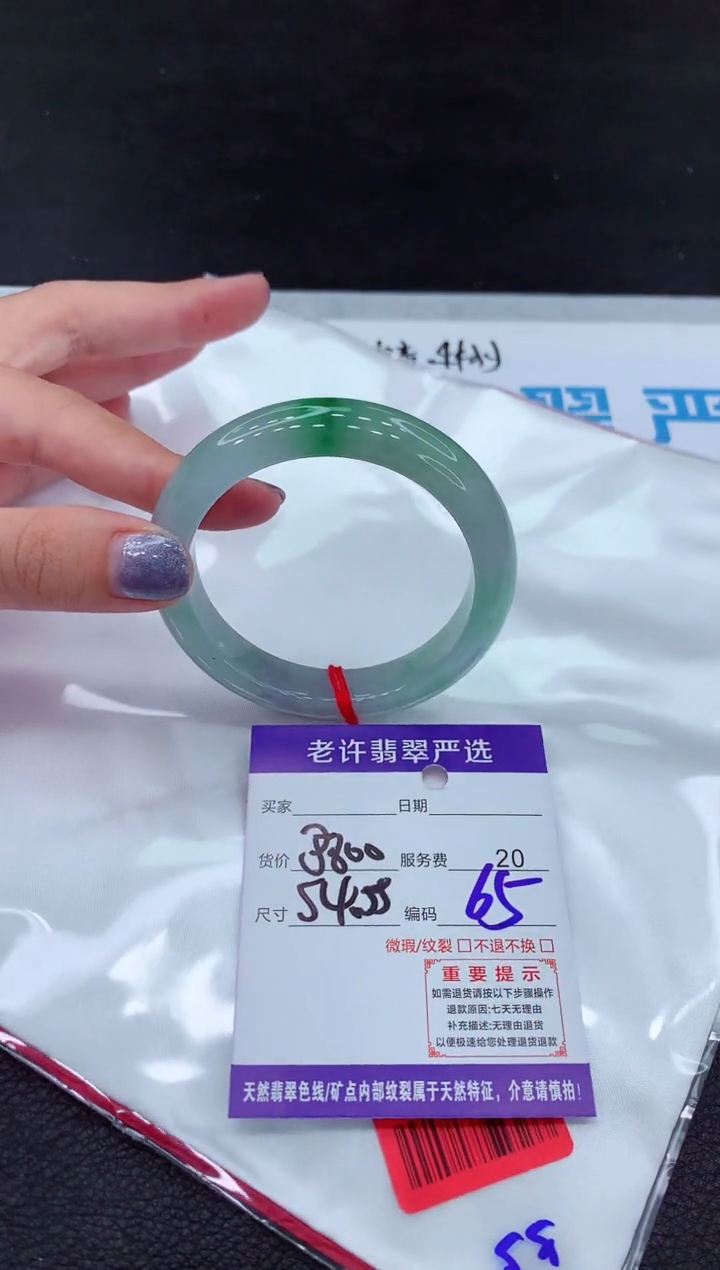 翠严
老许翡翠严选
买家 日期
货价 3800 服务费 20
尺寸 54.55 编码 65
微瑕/纹裂 □不退不换 □
重要提示
如需退货请按以下步骤操作
退款原因:七天无理由
补充描述:无理由退货
以便极速给您处理退货退款
天然翡翠色线/矿点内部纹裂属于天然特征，介意请慎拍!